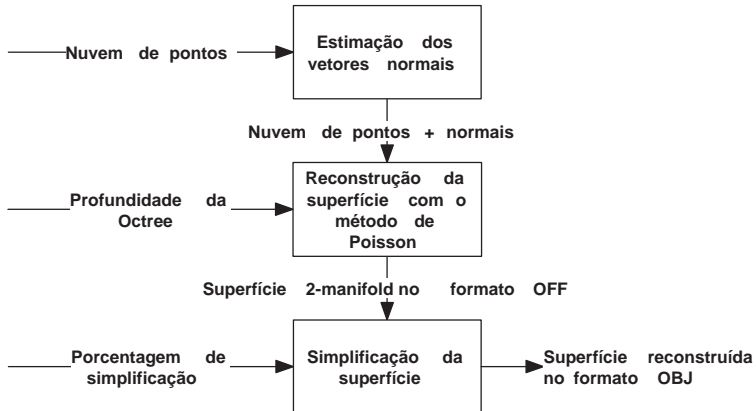 Estimação dos
vetores normais
Nuvem de pontos
Nuvem de pontos + normais
Reconstrução da
superfície com o
método de
Poisson
Profundidade da
Octree
Superfície 2-manifold no formato OFF
Porcentagem de
simplificação
Simplificação da
superfície
Superfície reconstruída
no formato OBJ